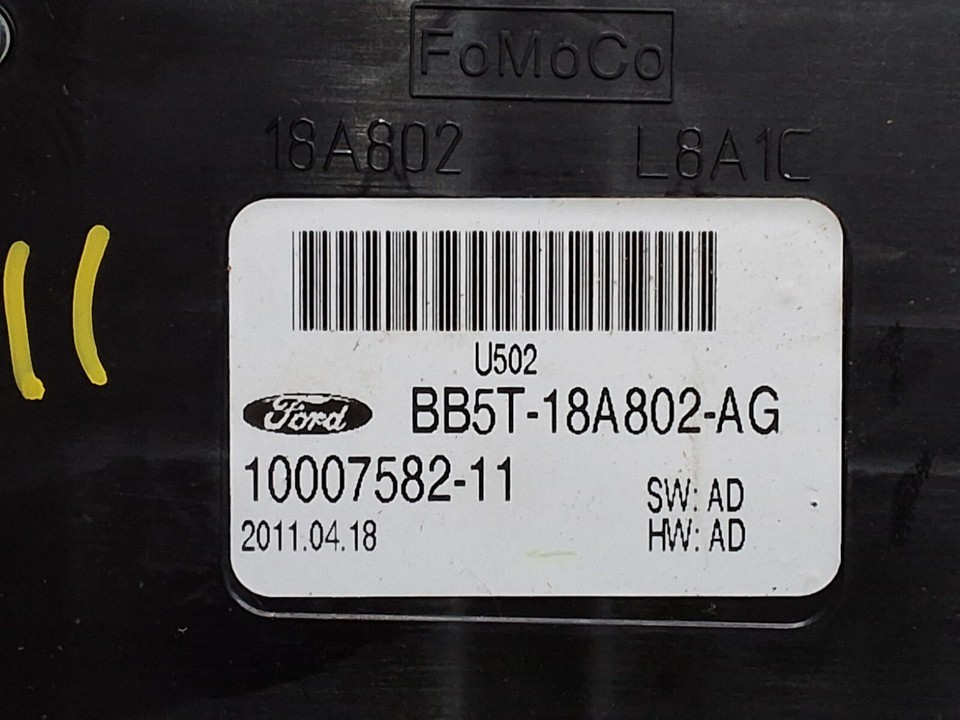 FoMoCo
18A802 L8A1C
U502
Ford BB5T-18A802-AG
10007582-11
SW: AD
2011.04.18 HW: AD